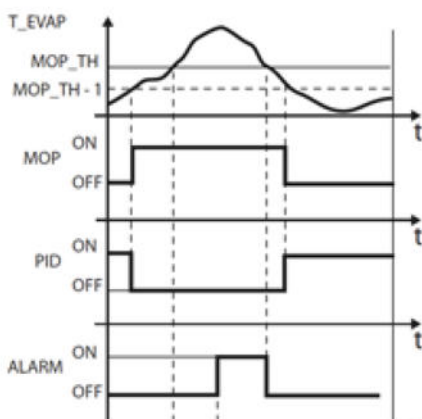 T_EVAP
MOP_TH
MOP_TH - 1
t
MOP
ON
OFF
t
PID
ON
OFF
t
ALARM
ON
OFF